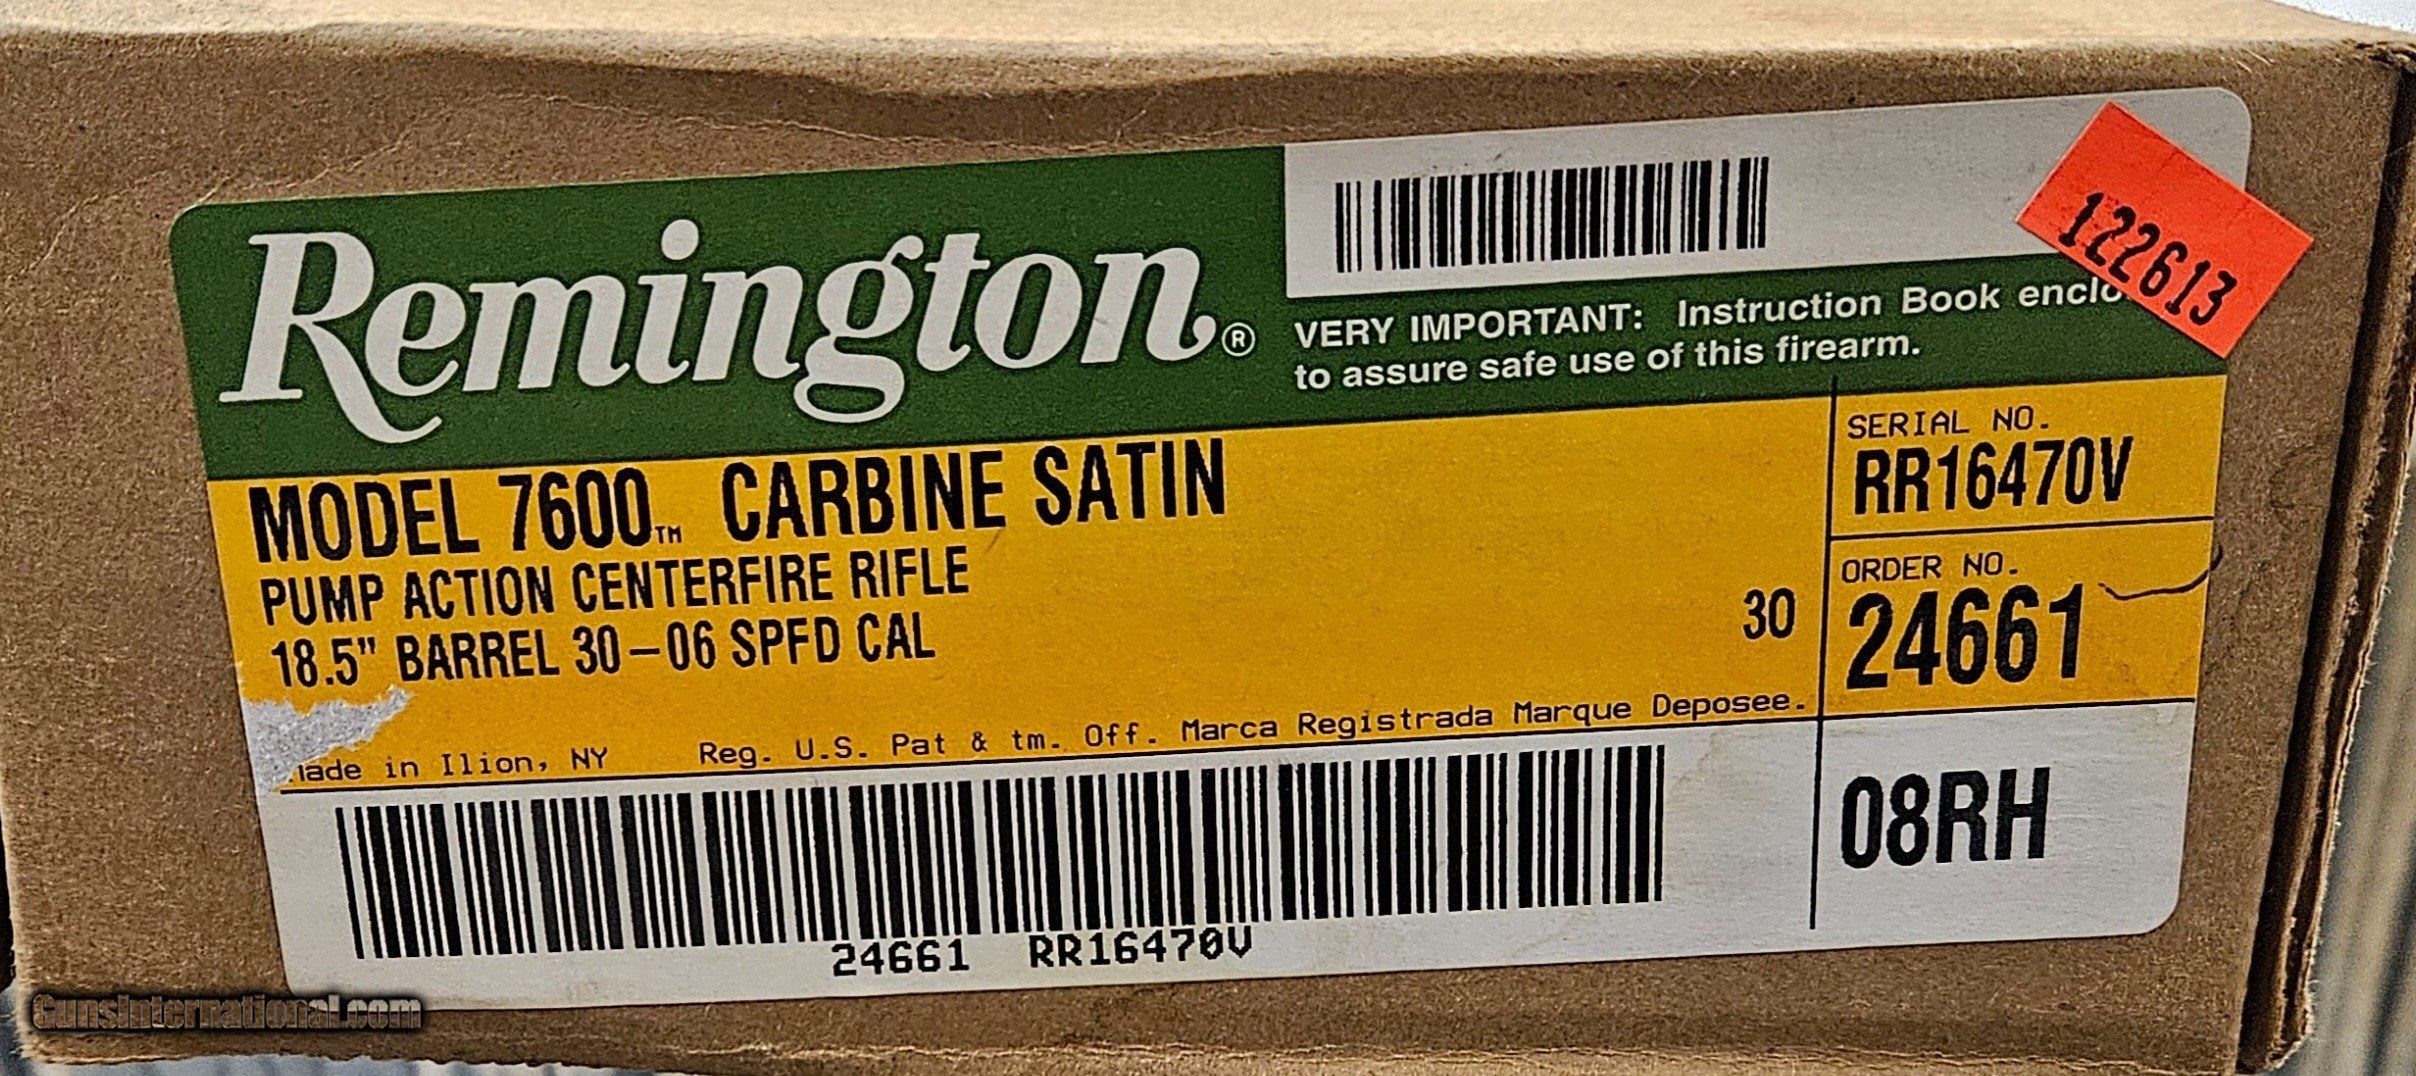 Remington®
122613
VERY IMPORTANT: Instruction Book enclo
to assure safe use of this firearm.
MODEL 7600™ CARBINE SATIN
PUMP ACTION CENTERFIRE RIFLE
18.5" BARREL 30-06 SPFD CAL
30
SERIAL NO.
RR16470V
ORDER NO.
24661
ade in Ilion, NY Reg. U.S. Pat & tm. Off. Marca Registrada Marque Deposee.
08RH
24661 RR16470V
GunsInternational.com